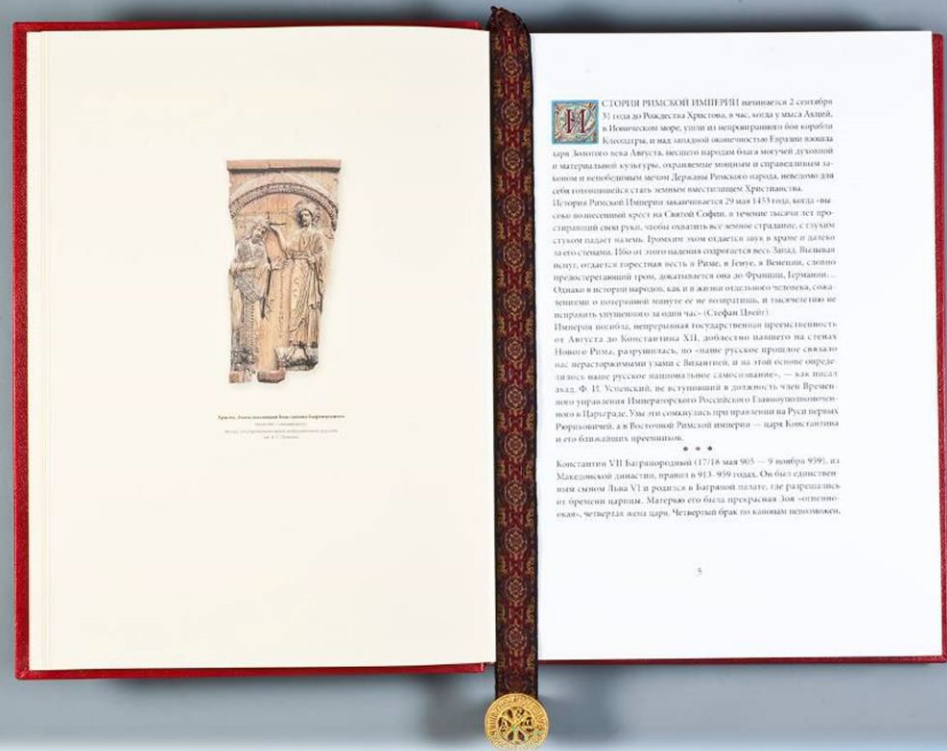 Христос, благословляющий Константина Багрянородного
им. А. С. Пушкина
ИСТОРИЯ РИМСКОЙ ИМПЕРИИ начинается 2 сентября
31 года до Рождества Христова, в час, когда у мыса Акций,
в Ионическом море, ушли из непроигранного боя корабли
Клеопатры, и над западной оконечностью Евразии взошла
заря Золотого века Августа, несшего народам блага могучей духовной
и материальной культуры, охраняемые мощным и справедливым за-
коном и непобедимым мечом Державы Римского народа, неведомо для
себя готовившейся стать земным вместилищем Христианства.
История Римской Империи заканчивается 29 мая 1453 года, когда «вы-
соко вознесенный крест на Святой Софии, в течение тысячи лет про-
стиравший свои руки, чтобы охватить все земное страдание, с глухим
стуком падает наземь. Громким эхом отдается звук в храме и далеко
за его стенами. Ибо от этого падения содрогается весь Запад. Вызывая
испуг, отдается горестная весть в Риме, в Генуе, в Венеции, словно
предостерегающий гром, докатывается она до Франции, Германии...
Однако в истории народов, как и в жизни отдельного человека, сожа-
лениями о потерянной минуте ее не возвратишь, и тысячелетию не
исправить упущенного за один час» (Стефан Цвейг).
Империя погибла, непрерывная государственная преемственность
от Августа до Константина XII, доблестно павшего на стенах
Нового Рима, разрушилась, но «наше русское прошлое связало
нас нерасторжимыми узами с Византией, и на этой основе опреде-
лилось наше русское национальное самосознание», — как писал
акад. Ф. И. Успенский, не вступивший в должность член Времен-
ного управления Императорского Российского Главноуполномочен-
ного в Царьграде. Узы эти сомкнулись при правлении на Руси первых
Рюриковичей, а в Восточной Римской империи — царя Константина
и его ближайших преемников.
Константин VII Багрянородный (17/18 мая 905 — 9 ноября 959), из
Македонской династии, правил в 913–959 годах. Он был единствен-
ным сыном Льва VI и родился в Багряной палате, где разрешались
от бремени царицы. Матерью его была прекрасная Зоя «огненно-
окая», четвертая жена царя. Четвертый брак по канонам невозможен,
5